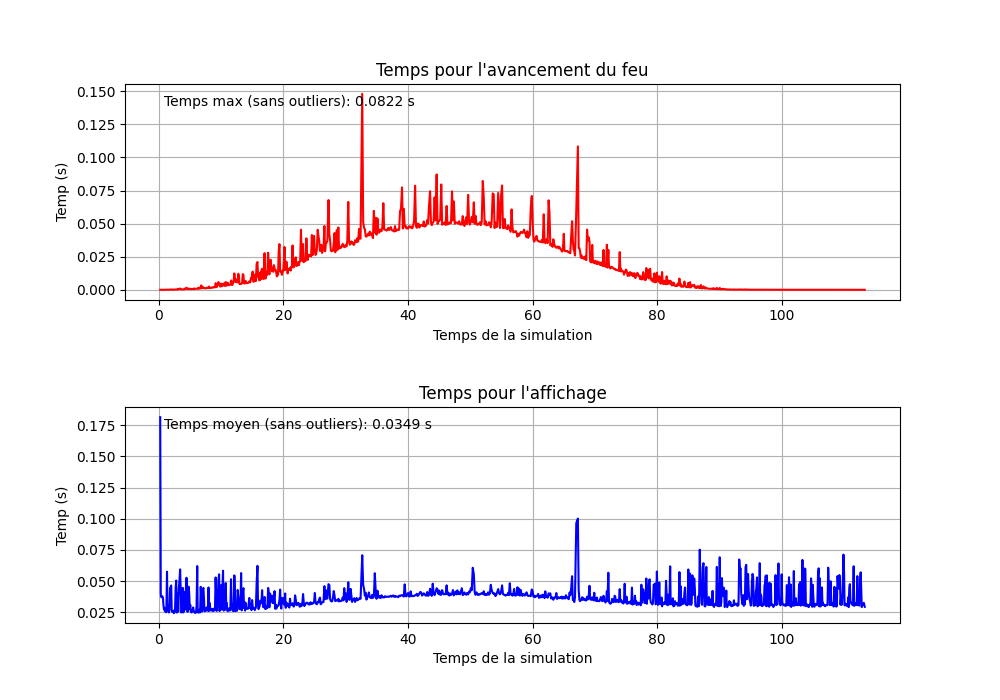 Temps pour l'avancement du feu
0.150
Temps max (sans outliers): 0.0822 s
0.125
0.100
0.075
0.050
0.025
0.000
Temp (s)
0 20 40 60 80 100
Temps de la simulation
Temps pour l'affichage
0.175
Temps moyen (sans outliers): 0.0349 s
0.150
0.125
0.100
0.075
0.050
0.025
Temp (s)
0 20 40 60 80 100
Temps de la simulation